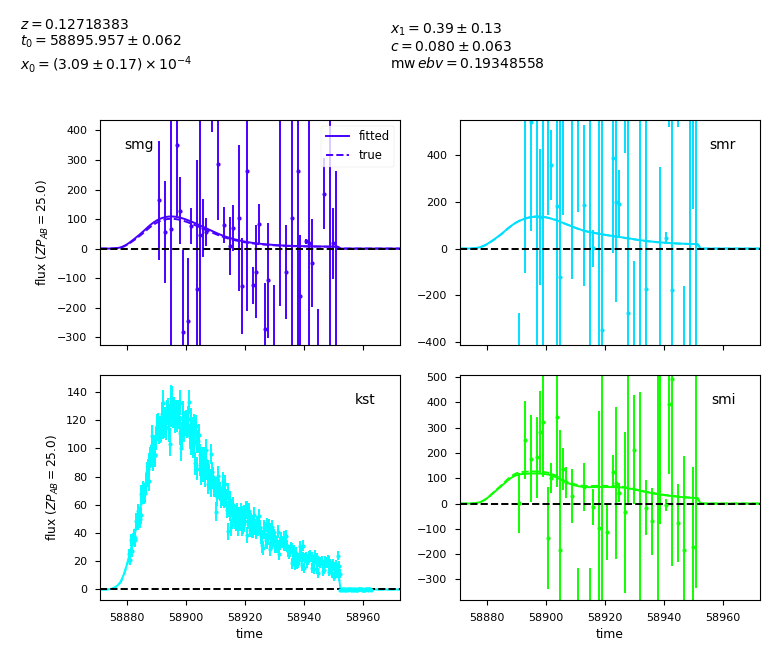 z = 0.12718383
t0 = 58895.957 ± 0.062
x0 = (3.09 ± 0.17) × 10^−4
x1 = 0.39 ± 0.13
c = 0.080 ± 0.063
mw ebv = 0.19348558
smg
fitted
true
400
300
200
100
0
−100
−200
−300
flux (ZP_AB = 25.0)
smr
400
200
0
−200
−400
kst
140
120
100
80
60
40
20
0
flux (ZP_AB = 25.0)
58880 58900 58920 58940 58960
time
smi
500
400
300
200
100
0
−100
−200
−300
58880 58900 58920 58940 58960
time